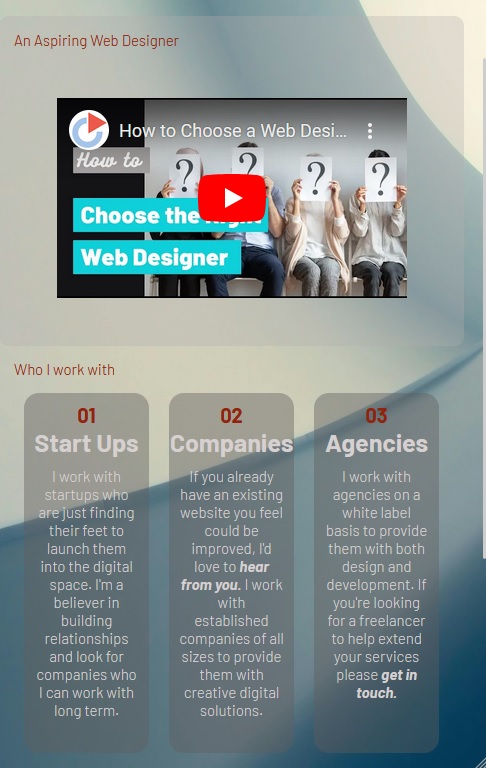 An Aspiring Web Designer
How to Choose a Web Desi...
How to
?
?
?
?
Choose the
Web Designer
Who I work with
01
Start Ups
I work with
startups who
are just finding
their feet to
launch them
into the digital
space. I'm a
believer in
building
relationships
and look for
companies who
I can work with
long term.
02
Companies
If you already
have an existing
website you feel
could be
improved, I'd
love to hear
from you. I work
with
established
companies of all
sizes to provide
them with
creative digital
solutions.
03
Agencies
I work with
agencies on a
white label
basis to provide
them with both
design and
development. If
you're looking
for a freelancer
to help extend
your services
please get in
touch.